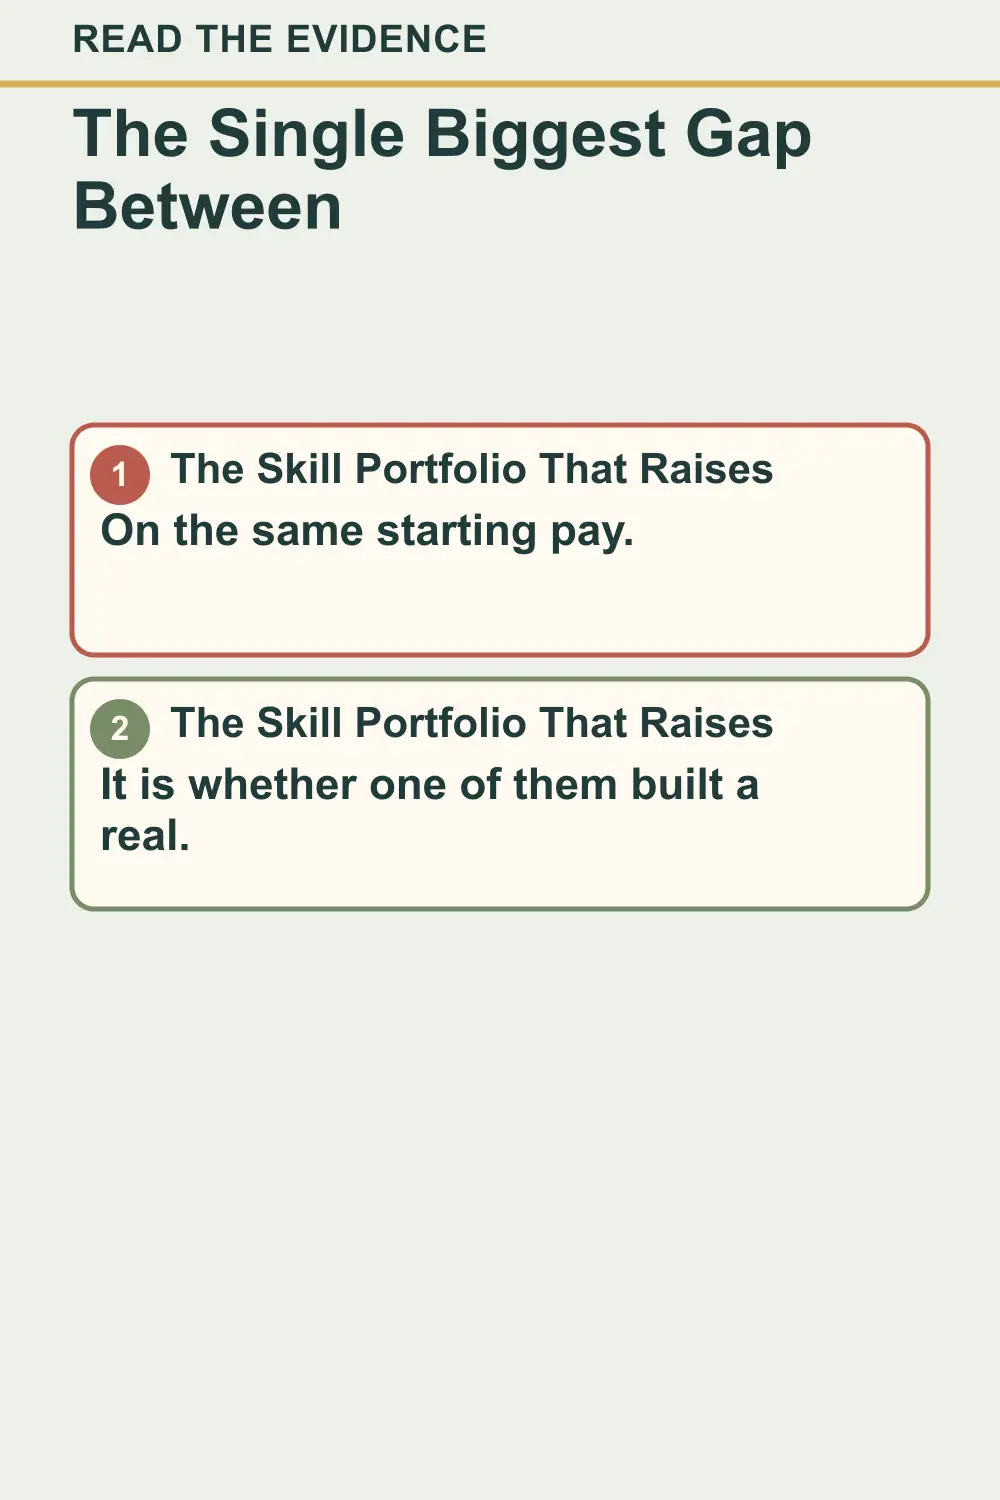 READ THE EVIDENCE
The Single Biggest Gap
Between
1 The Skill Portfolio That Raises
On the same starting pay.
2 The Skill Portfolio That Raises
It is whether one of them built a
real.